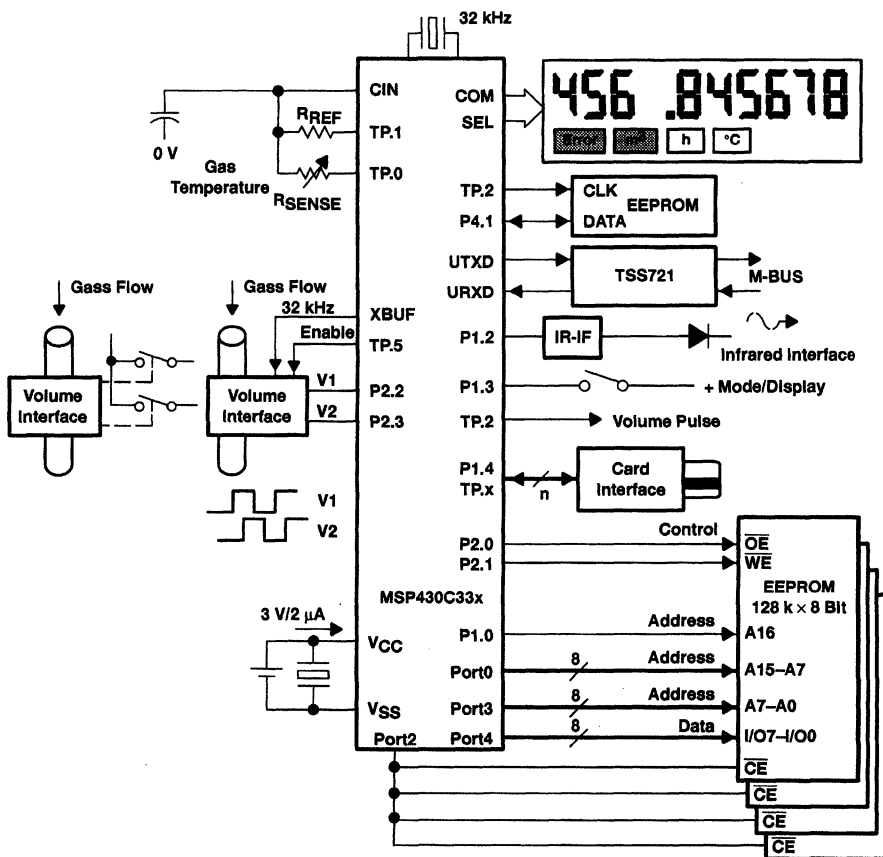 32 kHz
CIN
TP.1
TP.0
RREF
RSENSE
0 V
Gas
Temperature
COM
SEL
456 .845678
Error
h
°C
TP.2
P4.1
CLK
EEPROM
DATA
UTXD
URXD
TSS721
M-BUS
Gass Flow
Gass Flow
32 kHz
XBUF
Enable
TP.5
Volume
Interface
Volume
Interface
V1
P2.2
V2
P2.3
P1.2
IR-IF
Infrared Interface
P1.3
+ Mode/Display
TP.2
Volume Pulse
P1.4
TP.x
n
Card
Interface
V1
V2
P2.0
P2.1
Control
OE
WE
EEPROM
128 k × 8 Bit
MSP430C33x
3 V/2 µA
VCC
VSS
P1.0
Address
A16
Port0
8
Address
A15–A7
Port3
8
Address
A7–A0
Port4
8
Data
I/O7–I/O0
Port2
CE
CE
CE
CE